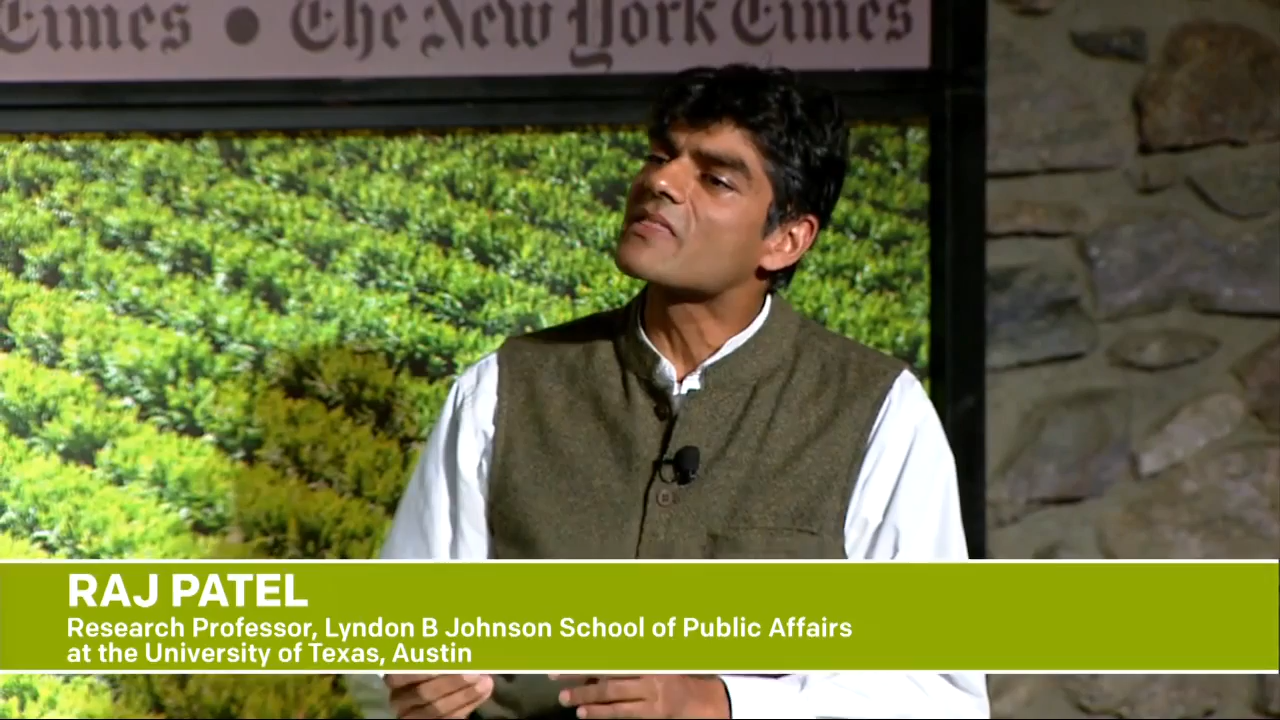 Times • The New York Times
RAJ PATEL
Research Professor, Lyndon B Johnson School of Public Affairs
at the University of Texas, Austin